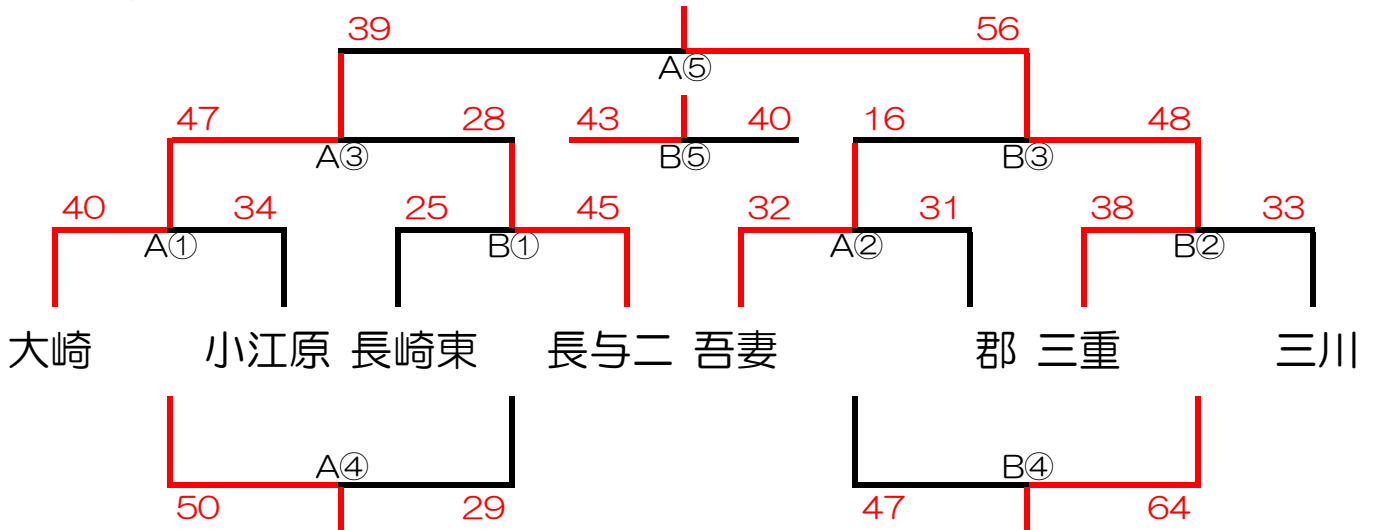 39 56
A⑤
47 28 43 40 16 48
A③ B⑤ B③
40 34 25 45 32 31 38 33
A① B① A② B②
大崎 小江原 長崎東 長与二 吾妻 郡 三重 三川
A④ B④
50 29 47 64